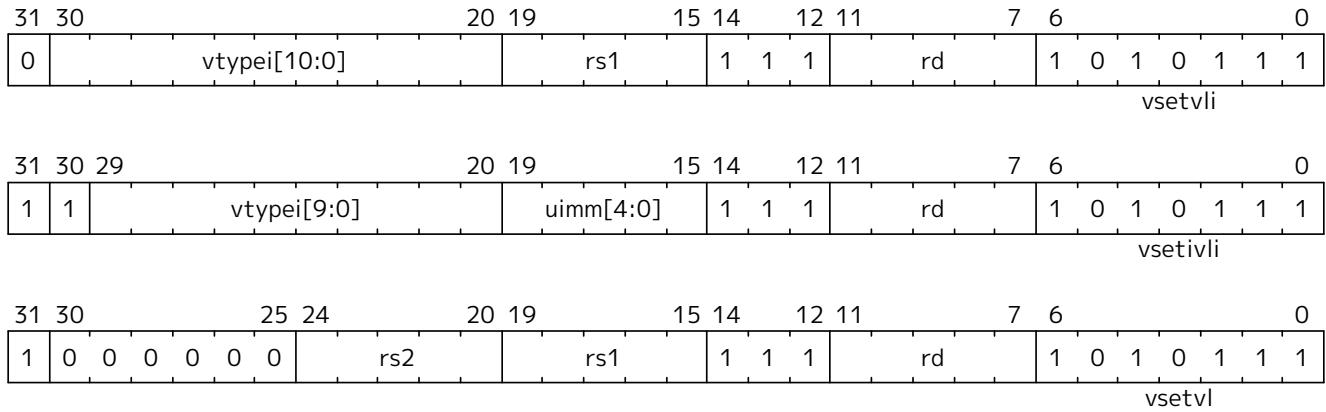 31 30 20 19 15 14 12 11 7 6 0
0 vtypei[10:0] rs1 1 1 1 rd 1 0 1 0 1 1 1
vsetvli
31 30 29 20 19 15 14 12 11 7 6 0
1 1 vtypei[9:0] uimm[4:0] 1 1 1 rd 1 0 1 0 1 1 1
vsetivli
31 30 25 24 20 19 15 14 12 11 7 6 0
1 0 0 0 0 0 0 rs2 rs1 1 1 1 rd 1 0 1 0 1 1 1
vsetvl